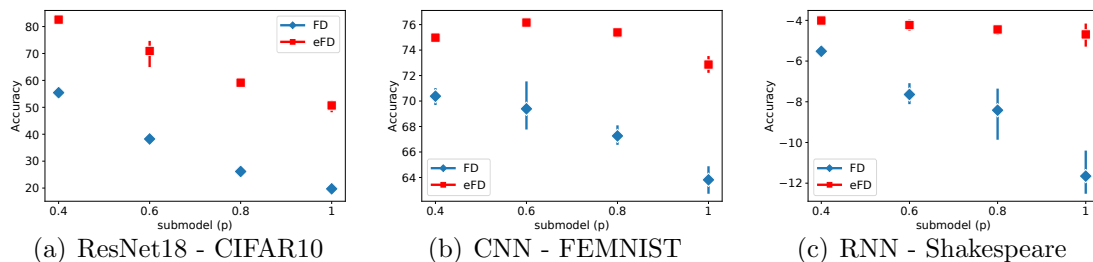 80
70
60
50
40
30
20
Accuracy
0.4 0.6 0.8 1
submodel (p)
FD
eFD
(a) ResNet18 - CIFAR10
76
74
72
70
68
66
64
Accuracy
0.4 0.6 0.8 1
submodel (p)
FD
eFD
(b) CNN - FEMNIST
−4
−6
−8
−10
−12
Accuracy
0.4 0.6 0.8 1
submodel (p)
FD
eFD
(c) RNN - Shakespeare